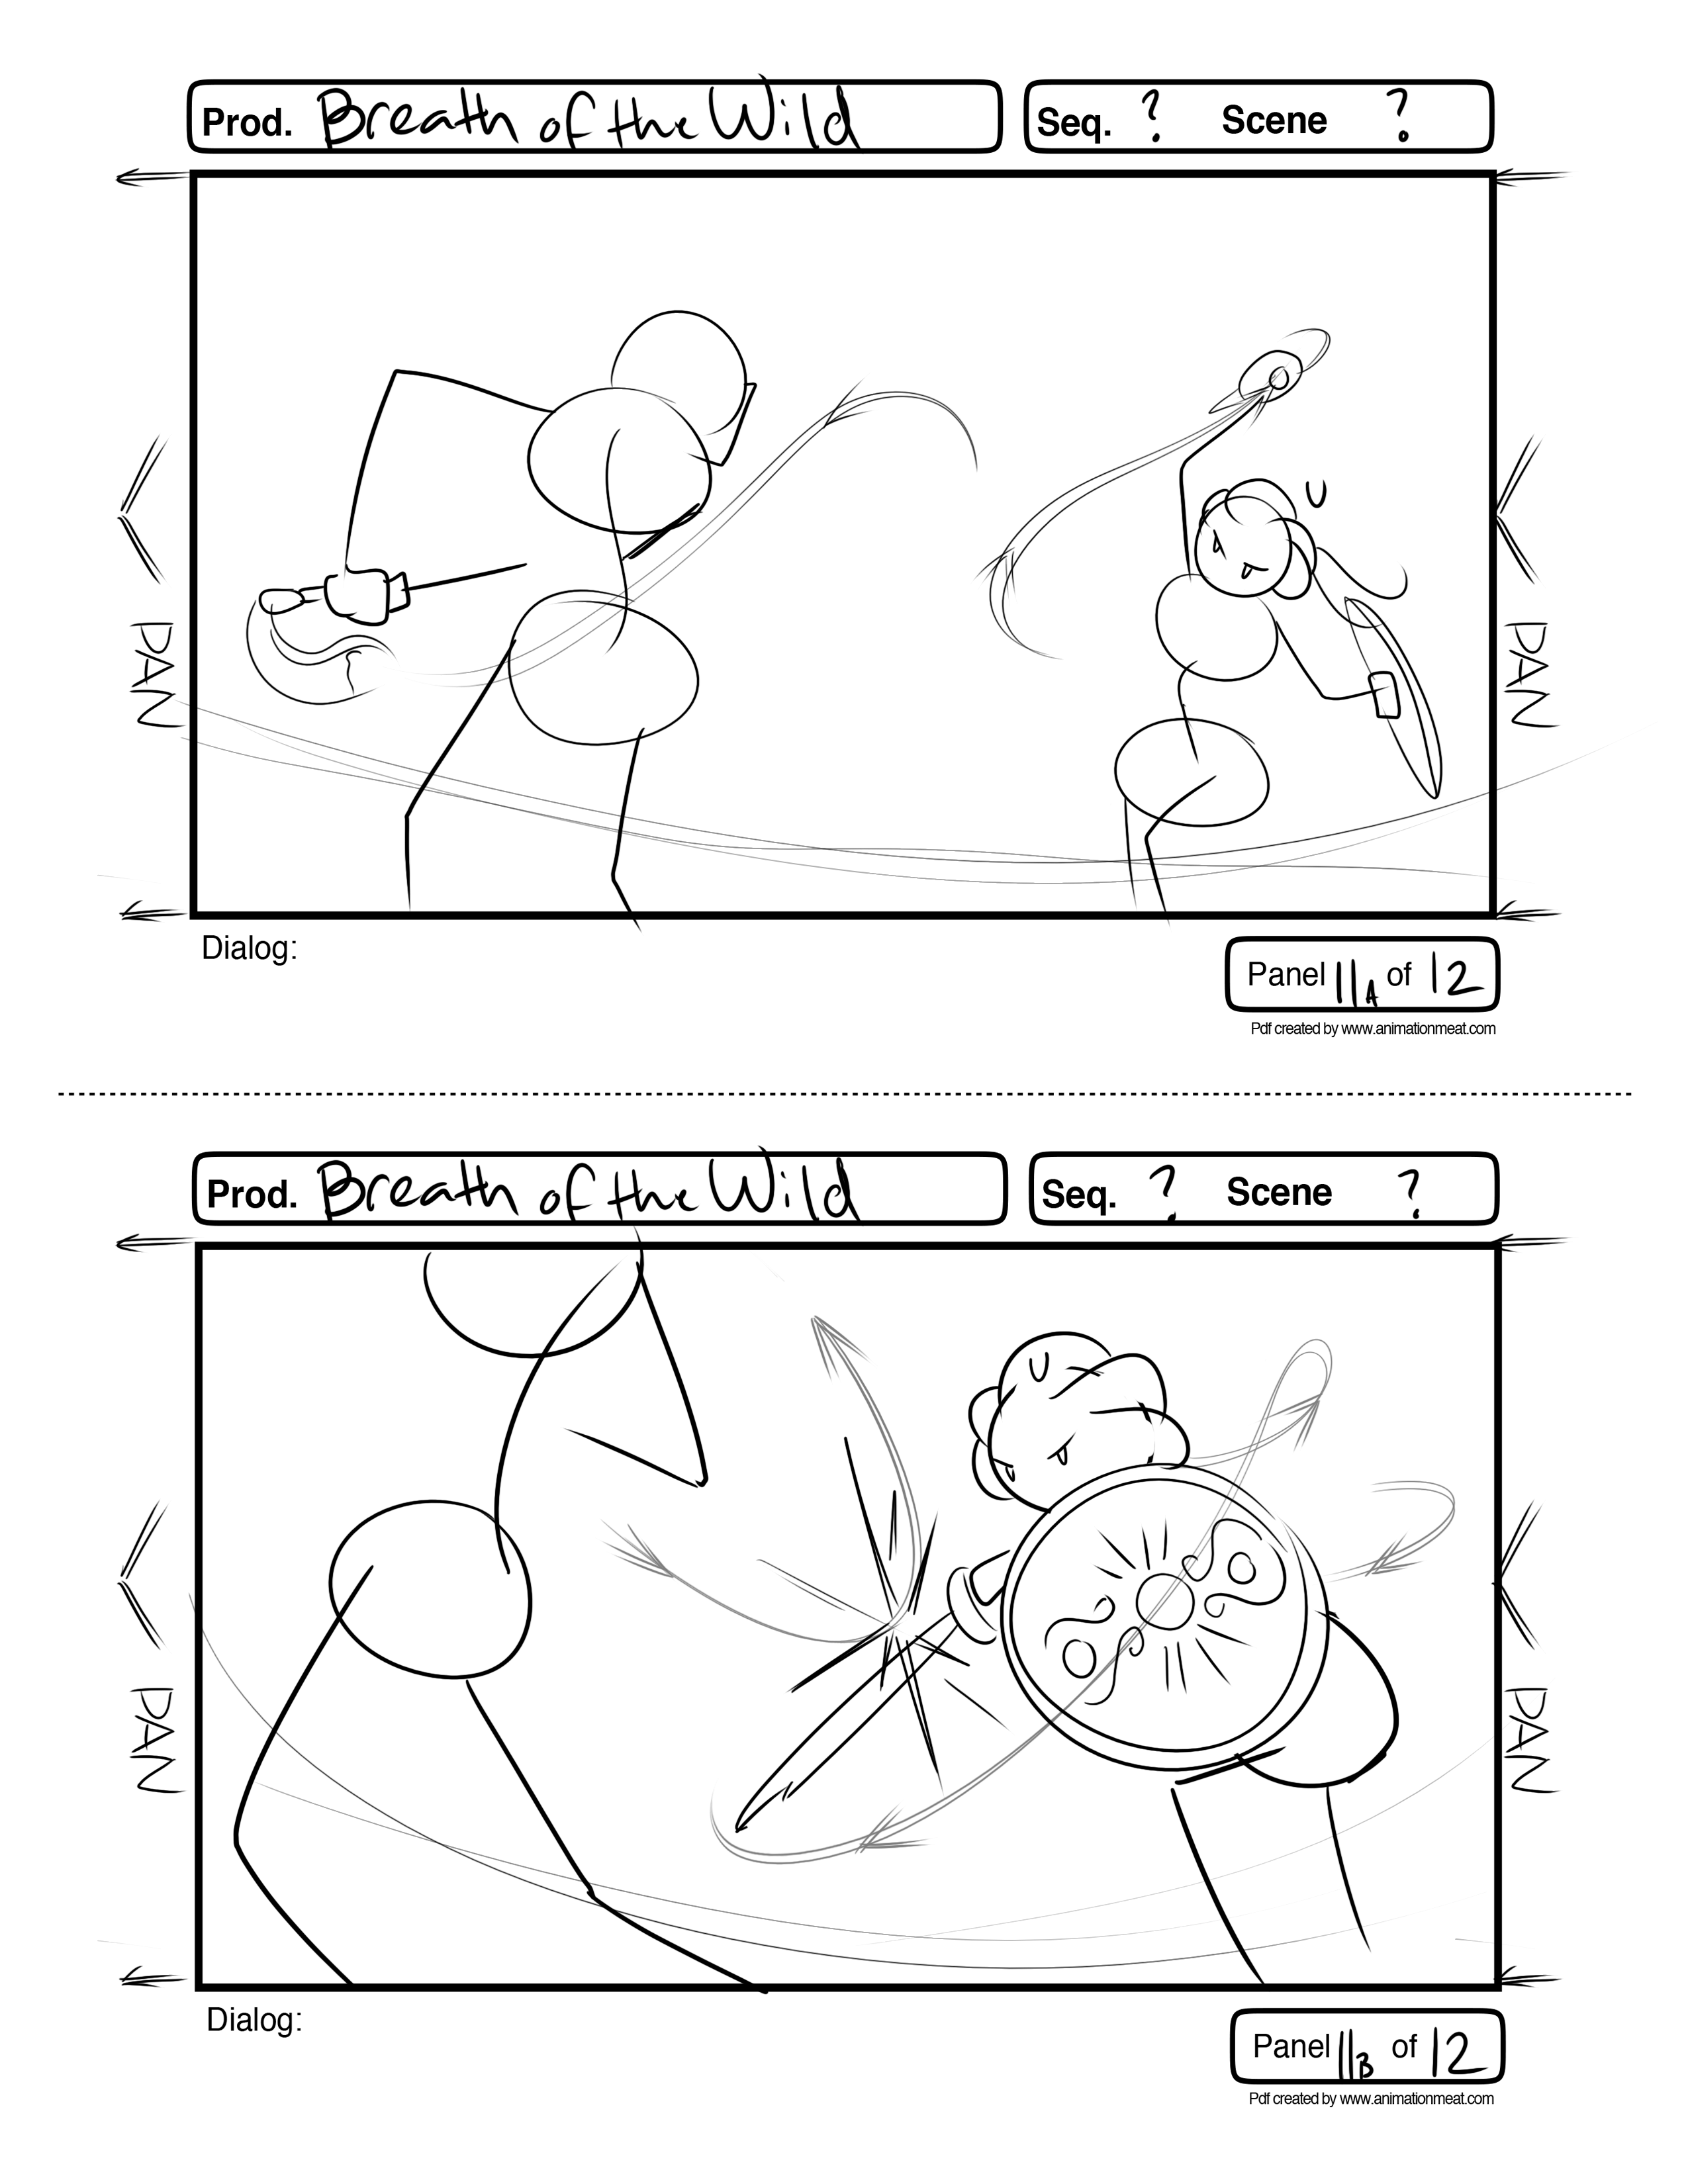 Prod. Breath of the Wild
Seq. ? Scene ?
PAN PAN
Dialog:
Panel 11A of 12
Pdf created by www.animationmeat.com
Prod. Breath of the Wild
Seq. ? Scene ?
PAN PAN
Dialog:
Panel 11B of 12
Pdf created by www.animationmeat.com